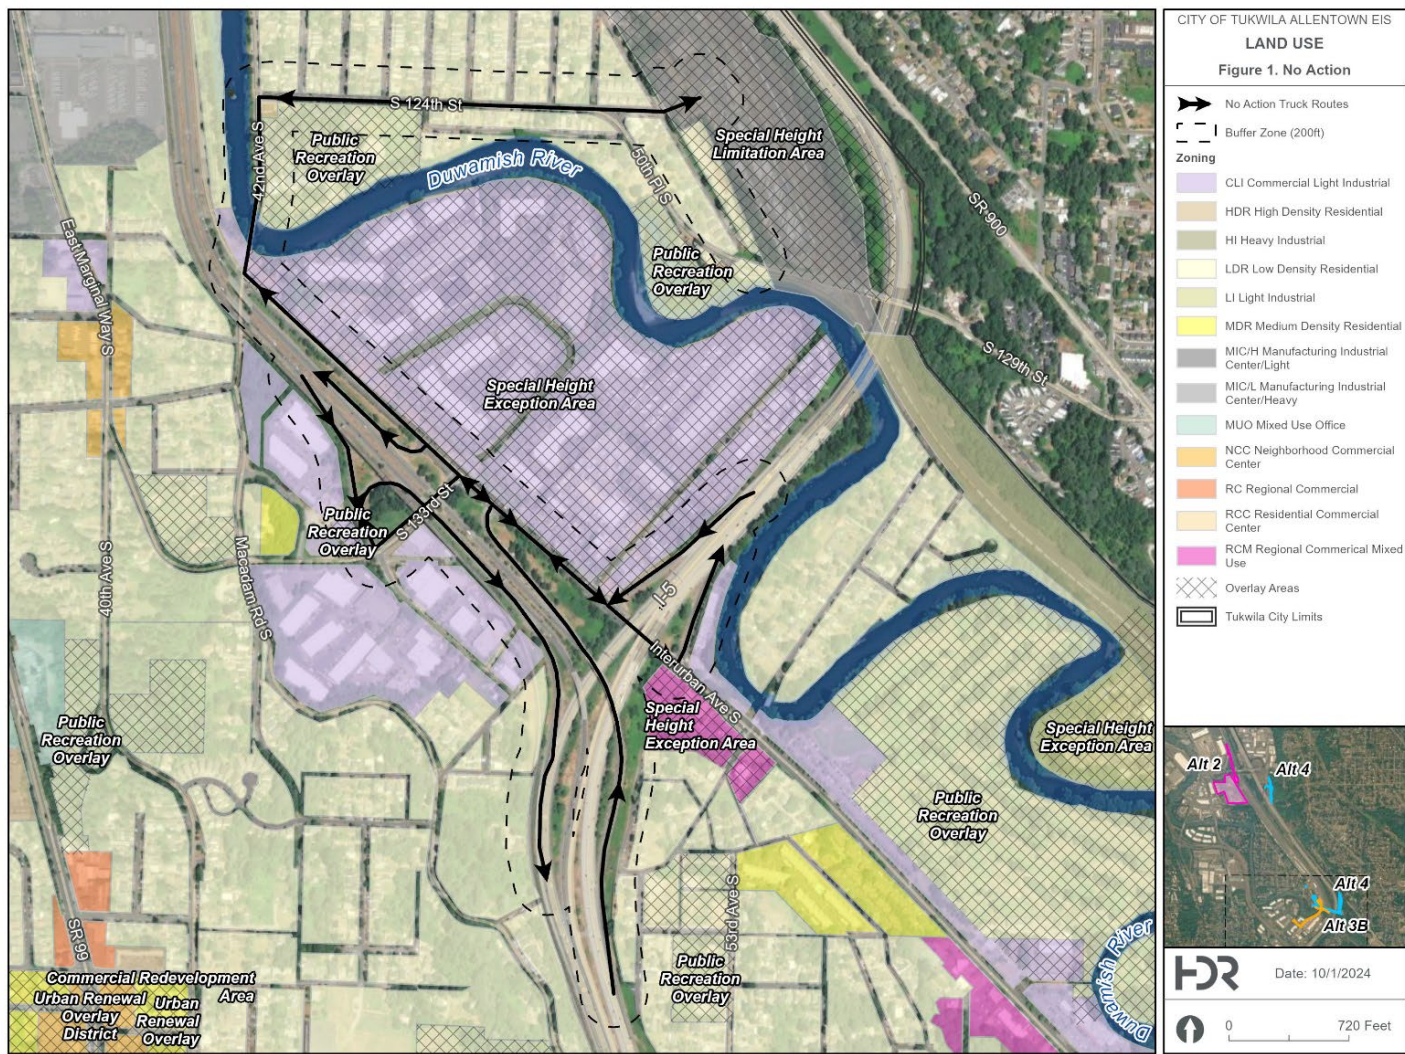 CITY OF TUKWILA ALLENTOWN EIS
LAND USE
Figure 1. No Action
No Action Truck Routes
Buffer Zone (200ft)
Zoning
CLI Commercial Light Industrial
HDR High Density Residential
HI Heavy Industrial
LDR Low Density Residential
LI Light Industrial
MDR Medium Density Residential
MIC/H Manufacturing Industrial
Center/Light
MIC/L Manufacturing Industrial
Center/Heavy
MUO Mixed Use Office
NCC Neighborhood Commercial
Center
RC Regional Commercial
RCC Residential Commercial
Center
RCM Regional Commerical Mixed
Use
Overlay Areas
Tukwila City Limits
Alt 2
Alt 4
Alt 4
Alt 3B
HDR
Date: 10/1/2024
0
720 Feet
S 124th St
42nd Ave S
Public
Recreation
Overlay
Special Height
Limitation Area
Duwamish River
50th Pl S
SR 900
East Marginal Way S
Public
Recreation
Overlay
S 129th St
Special Height
Exception Area
Public
Recreation
Overlay
S 133rd St
40th Ave S
Macadam Rd S
I-5
Interurban Ave S
Public
Recreation
Overlay
Special
Height
Exception Area
Special Height
Exception Area
Public
Recreation
Overlay
53rd Ave S
SR 99
Commercial Redevelopment
Area
Urban Renewal
Overlay
District
Urban
Renewal
Overlay
Public
Recreation
Overlay
Duwamish River